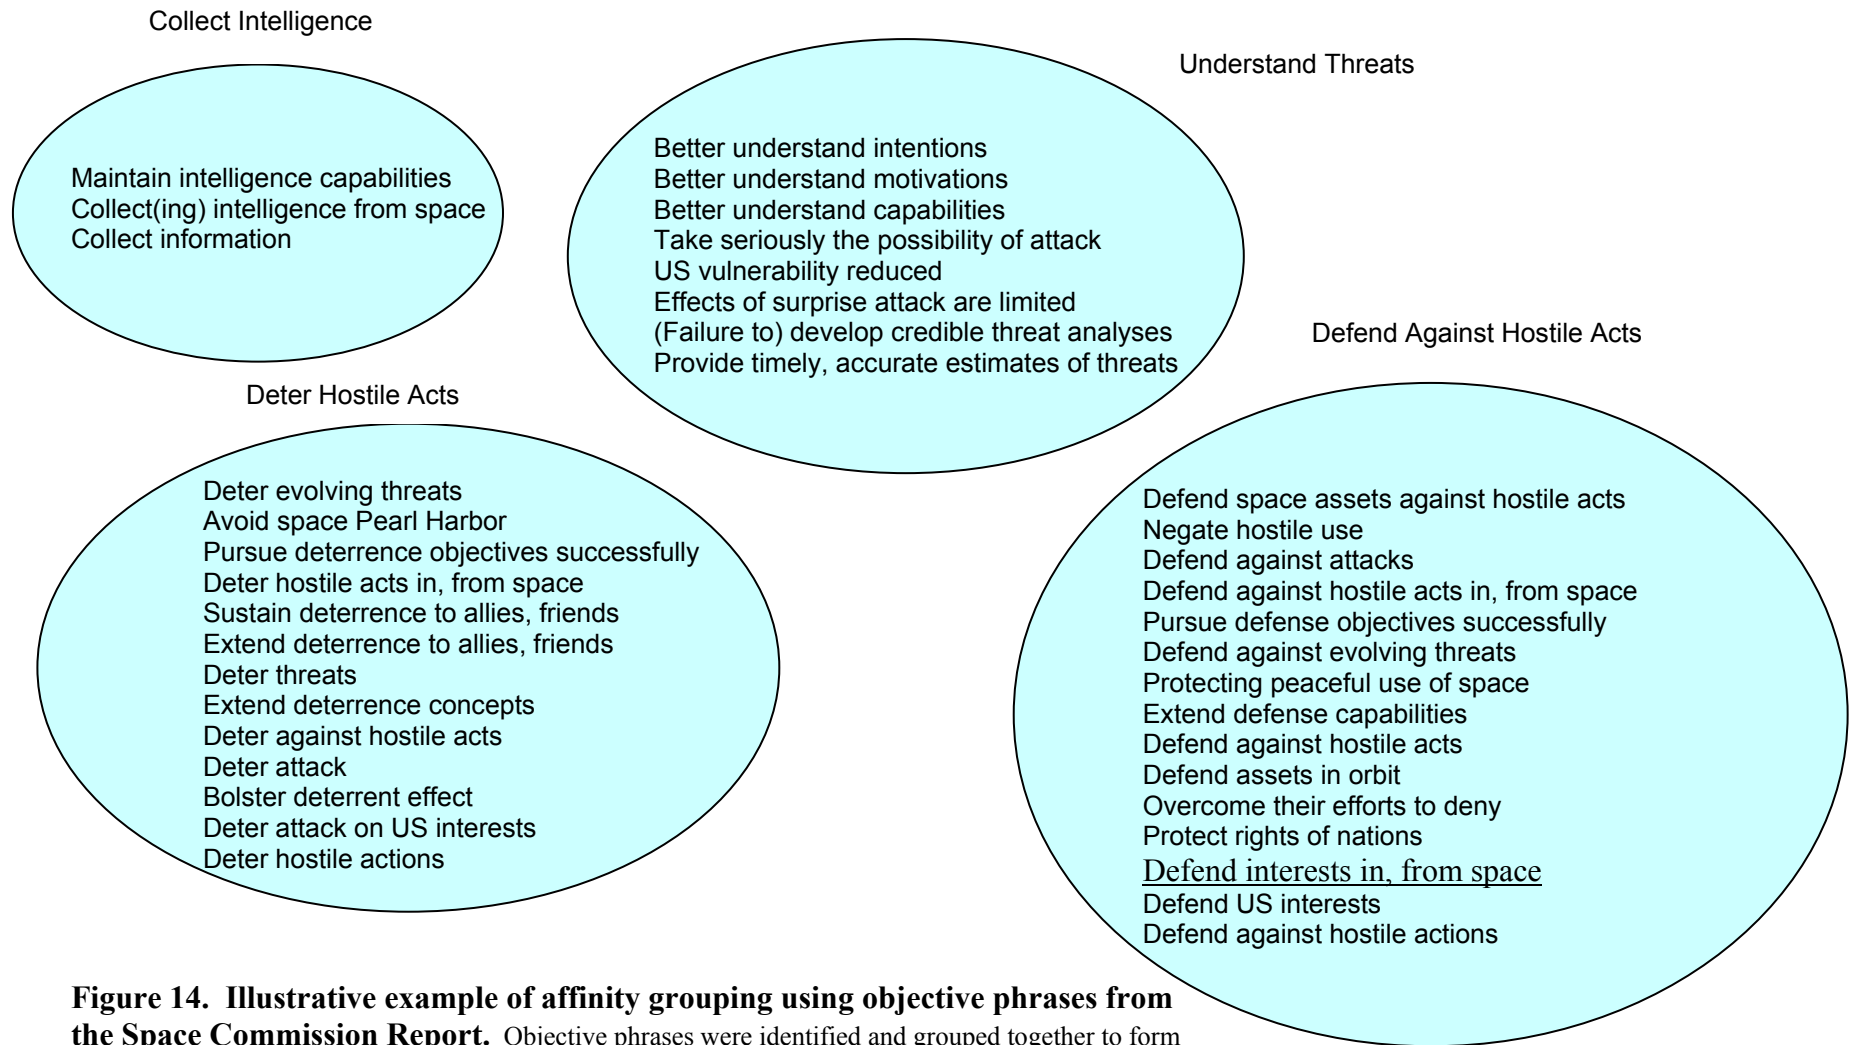 Collect Intelligence
Maintain intelligence capabilities
Collect(ing) intelligence from space
Collect information
Understand Threats
Better understand intentions
Better understand motivations
Better understand capabilities
Take seriously the possibility of attack
US vulnerability reduced
Effects of surprise attack are limited
(Failure to) develop credible threat analyses
Provide timely, accurate estimates of threats
Deter Hostile Acts
Deter evolving threats
Avoid space Pearl Harbor
Pursue deterrence objectives successfully
Deter hostile acts in, from space
Sustain deterrence to allies, friends
Extend deterrence to allies, friends
Deter threats
Extend deterrence concepts
Deter against hostile acts
Deter attack
Bolster deterrent effect
Deter attack on US interests
Deter hostile actions
Defend Against Hostile Acts
Defend space assets against hostile acts
Negate hostile use
Defend against attacks
Defend against hostile acts in, from space
Pursue defense objectives successfully
Defend against evolving threats
Protecting peaceful use of space
Extend defense capabilities
Defend against hostile acts
Defend assets in orbit
Overcome their efforts to deny
Protect rights of nations
Defend interests in, from space
Defend US interests
Defend against hostile actions
Figure 14. Illustrative example of affinity grouping using objective phrases from
the Space Commission Report. Objective phrases were identified and grouped together to form